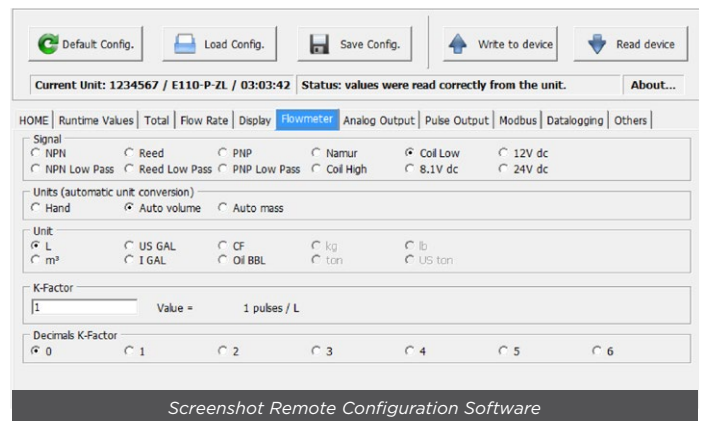 Default Config. Load Config. Save Config. Write to device Read device
Current Unit: 1234567 / E110-P-ZL / 03:03:42 Status: values were read correctly from the unit. About...
HOME Runtime Values Total Flow Rate Display Flowmeter Analog Output Pulse Output Modbus Datalogging Others
Signal
NPN Reed PNP Namur Coil Low 12V dc
NPN Low Pass Reed Low Pass PNP Low Pass Coil High 8.1V dc 24V dc
Units (automatic unit conversion)
Hand Auto volume Auto mass
Unit
L US GAL CF kg lb
m³ I GAL Oil BBL ton US ton
K-Factor
1 Value = 1 pulses / L
Decimals K-Factor
0 1 2 3 4 5 6
Screenshot Remote Configuration Software